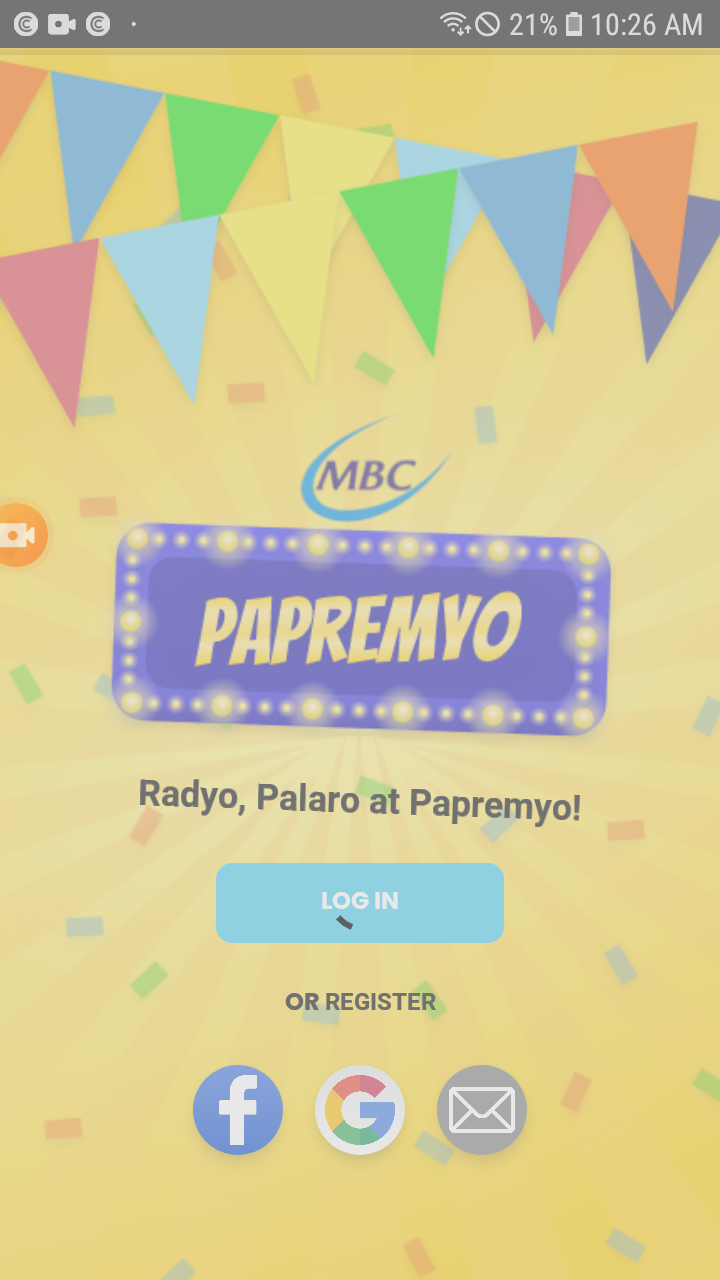 21% 10:26 AM
MBC
PAPREMYO
Radyo, Palaro at Papremyo!
LOG IN
OR REGISTER